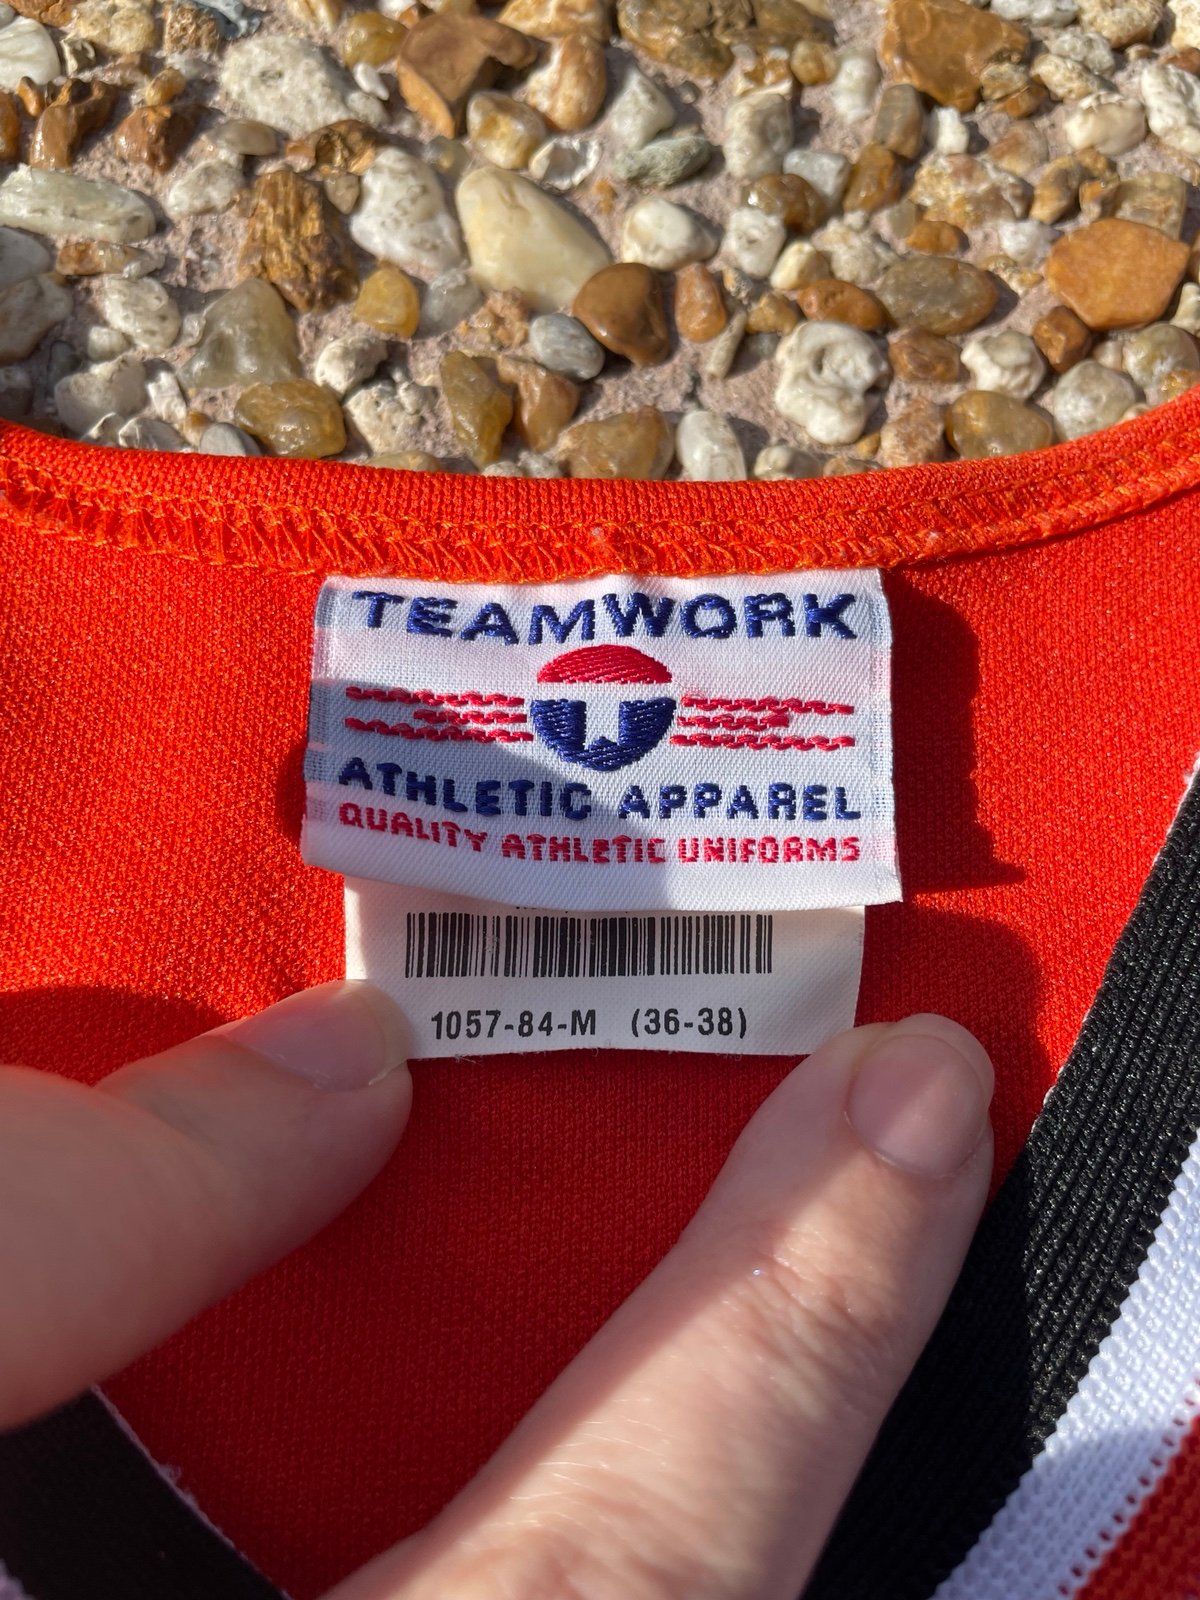 TEAMWORK
ATHLETIC APPAREL
QUALITY ATHLETIC UNIFORMS
1057-84-M (36-38)